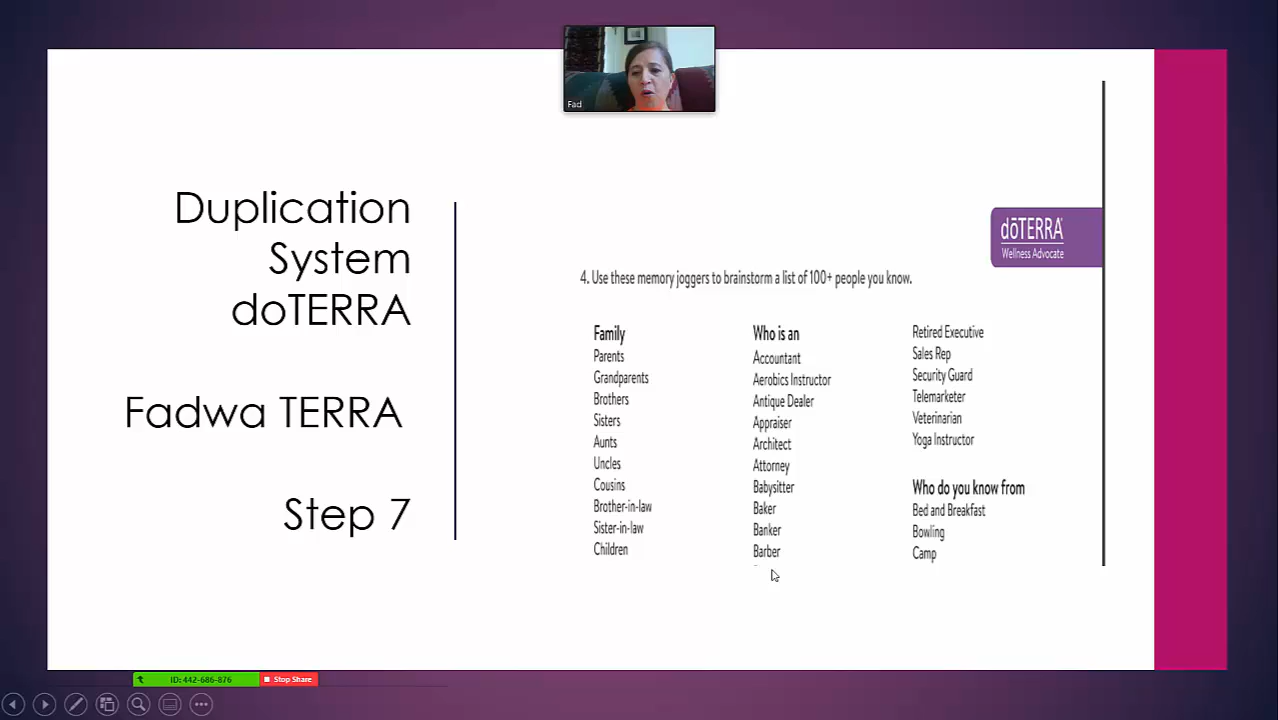 Fad
Duplication
System
doTERRA
Fadwa TERRA
Step 7
dōTERRA
Wellness Advocate
4. Use these memory joggers to brainstorm a list of 100+ people you know.
Family
Parents
Grandparents
Brothers
Sisters
Aunts
Uncles
Cousins
Brother-in-law
Sister-in-law
Children
Who is an
Accountant
Aerobics Instructor
Antique Dealer
Appraiser
Architect
Attorney
Babysitter
Baker
Banker
Barber
Retired Executive
Sales Rep
Security Guard
Telemarketer
Veterinarian
Yoga Instructor
Who do you know from
Bed and Breakfast
Bowling
Camp
ID: 442-686-876
Stop Share